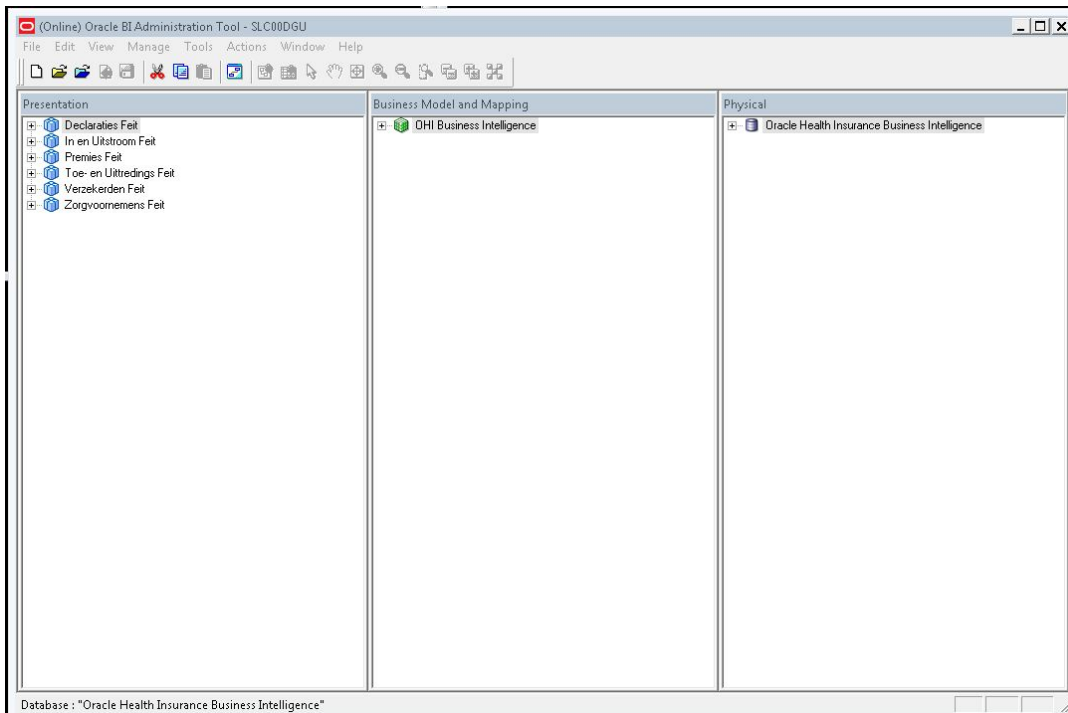 (Online) Oracle BI Administration Tool - SLC00DGU
File Edit View Manage Tools Actions Window Help
Presentation
Declaraties Feit
In en Uitstroom Feit
Premies Feit
Toe- en Uittredings Feit
Verzekerden Feit
Zorgvoornemens Feit
Business Model and Mapping
OHI Business Intelligence
Physical
Oracle Health Insurance Business Intelligence
Database : "Oracle Health Insurance Business Intelligence"